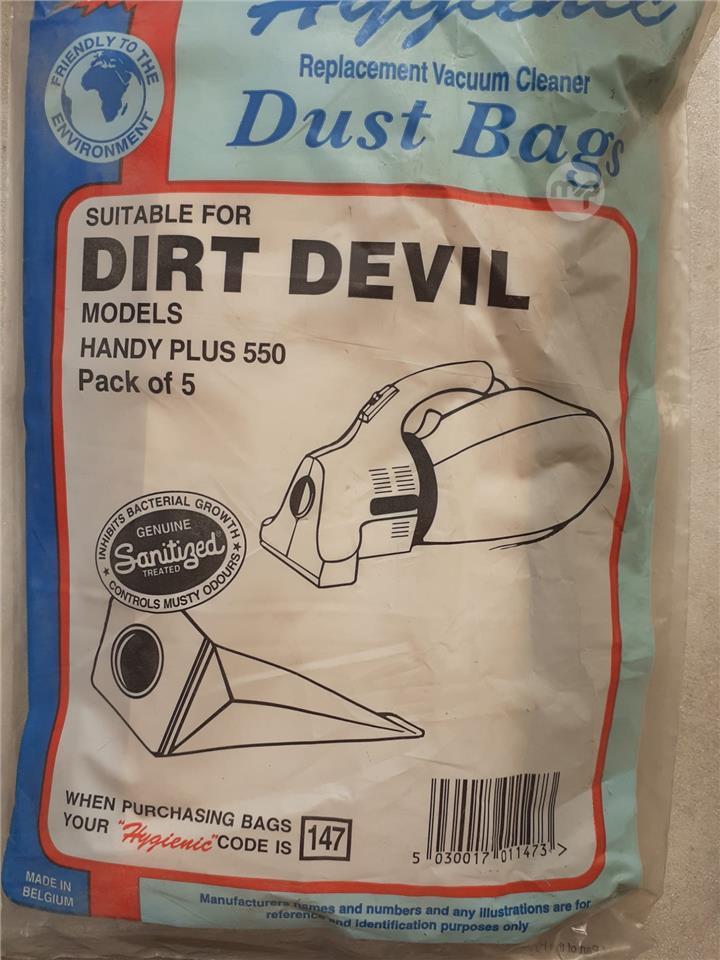 Hygienic
FRIENDLY TO THE
ENVIRONMENT
Replacement Vacuum Cleaner
Dust Bags
SUITABLE FOR
DIRT DEVIL
MODELS
HANDY PLUS 550
Pack of 5
INHIBITS BACTERIAL GROWTH
GENUINE
Sanitized
TREATED
CONTROLS MUSTY ODOURS
WHEN PURCHASING BAGS
YOUR "Hygienic" CODE IS 147
5 030017 011473 >
MADE IN
BELGIUM
Manufacturers names and numbers and any illustrations are for
reference and identification purposes only